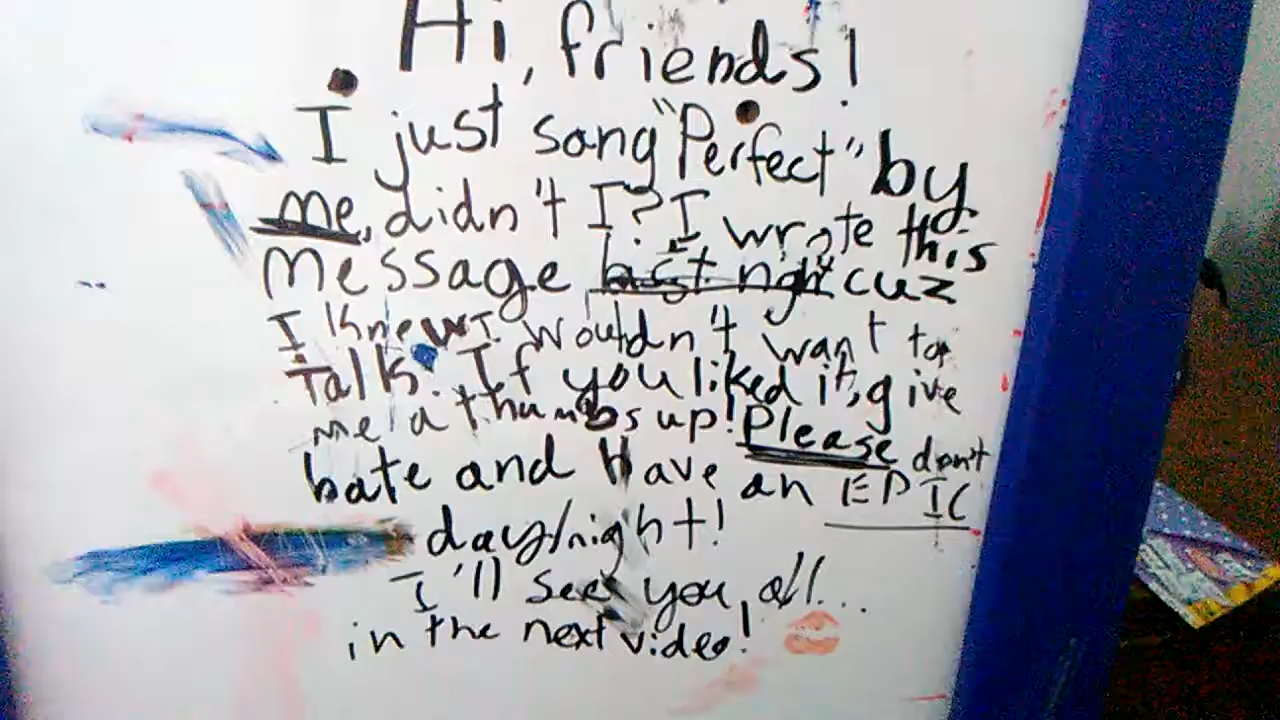 Hi, friends!
I just sang "Perfect" by
me, didn't I? I wrote this
message last night cuz
I knew I wouldn't want to
talk. If you liked it, give
me a thumbs up! Please don't
hate and have an EPIC
day/night!
I'll see you all...
in the next video!